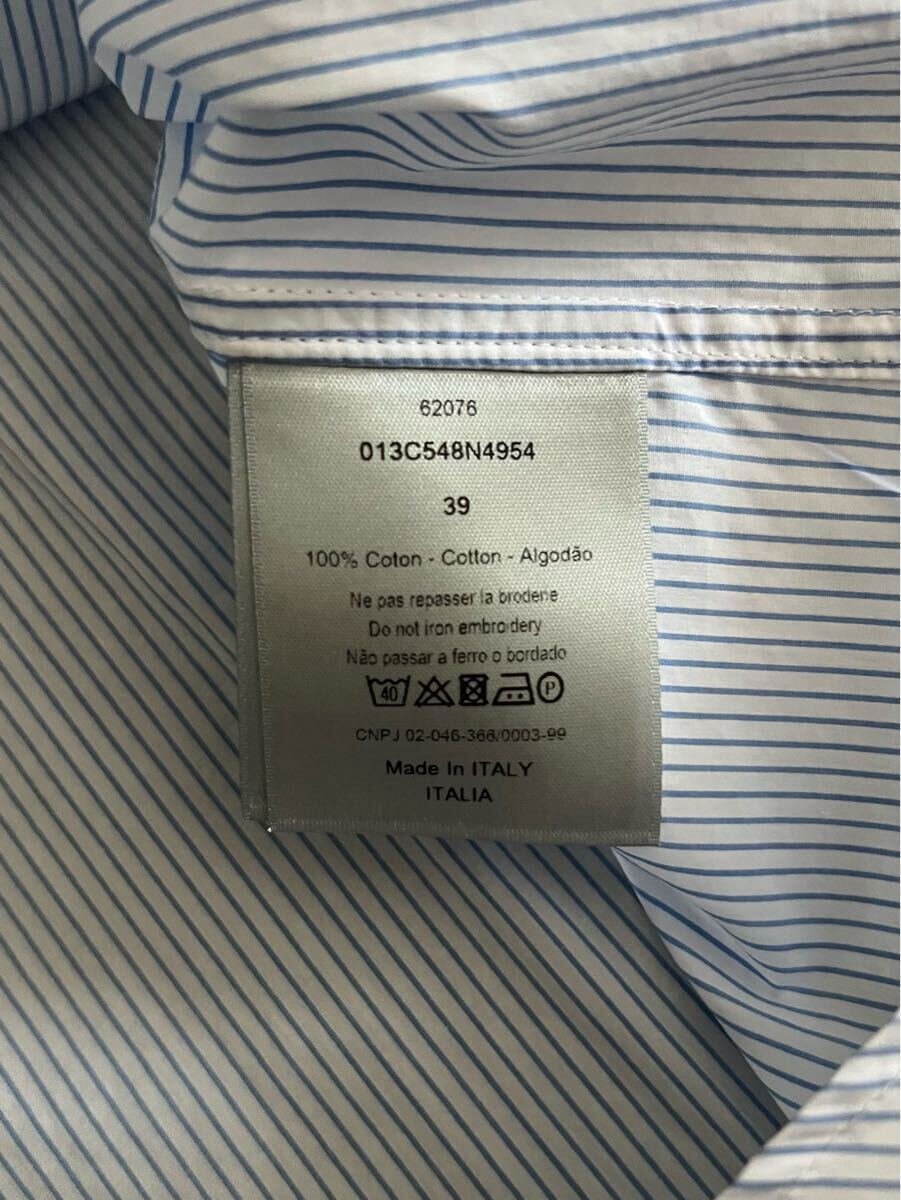 62076
013C548N4954
39
100% Coton - Cotton - Algodão
Ne pas repasser la broderie
Do not iron embroidery
Não passar a ferro o bordado
40 P
CNPJ 02-046-366/0003-99
Made In ITALY
ITALIA